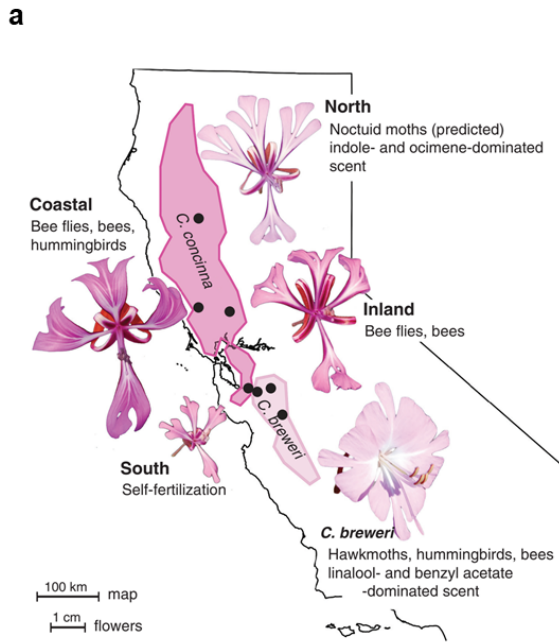 a
North
Noctuid moths (predicted)
indole- and ocimene-dominated
scent
Coastal
Bee flies, bees,
hummingbirds
C. concinna
Inland
Bee flies, bees
C. breweri
South
Self-fertilization
C. breweri
Hawkmoths, hummingbirds, bees
linalool- and benzyl acetate
-dominated scent
100 km map
1 cm flowers